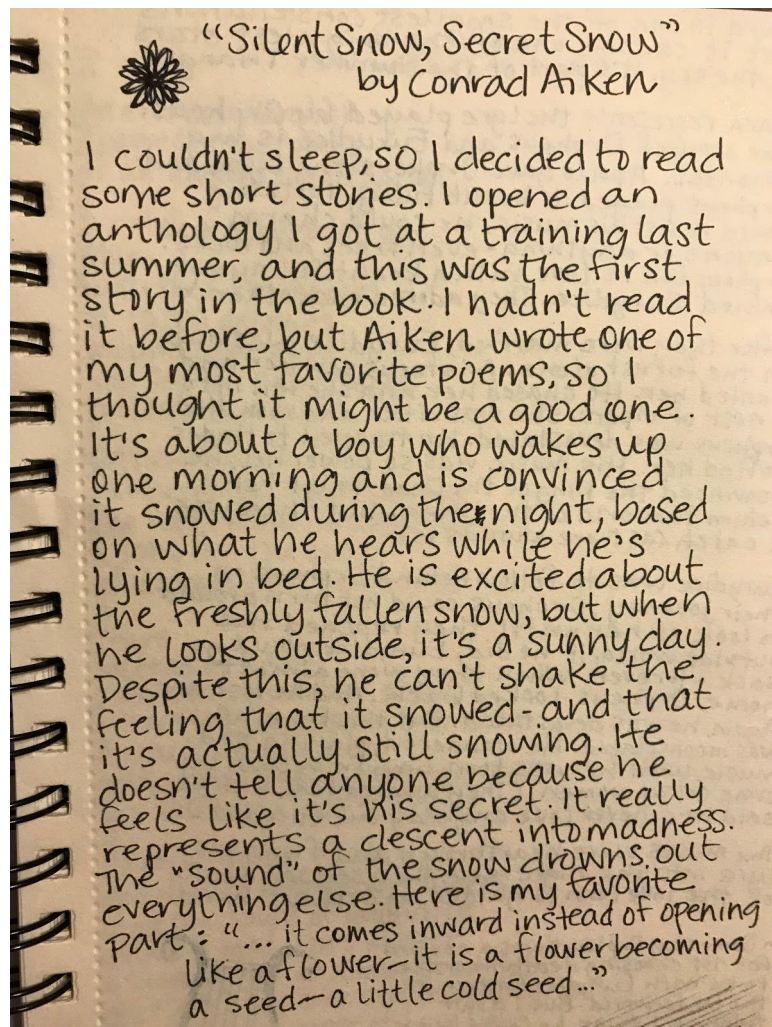 “Silent Snow, Secret Snow”
by Conrad Aiken
I couldn't sleep, so I decided to read
some short stories. I opened an
anthology I got at a training last
summer, and this was the first
story in the book. I hadn't read
it before, but Aiken wrote one of
my most favorite poems, so I
thought it might be a good one.
It's about a boy who wakes up
one morning and is convinced
it snowed during the night, based
on what he hears while he's
lying in bed. He is excited about
the freshly fallen snow, but when
he looks outside, it's a sunny day.
Despite this, he can't shake the
feeling that it snowed - and that
it's actually still snowing. He
doesn't tell anyone because he
feels like it's his secret. It really
represents a descent into madness.
The “sound” of the snow drowns out
everything else. Here is my favorite
part: “... it comes inward instead of opening
like a flower—it is a flower becoming
a seed—a little cold seed...”